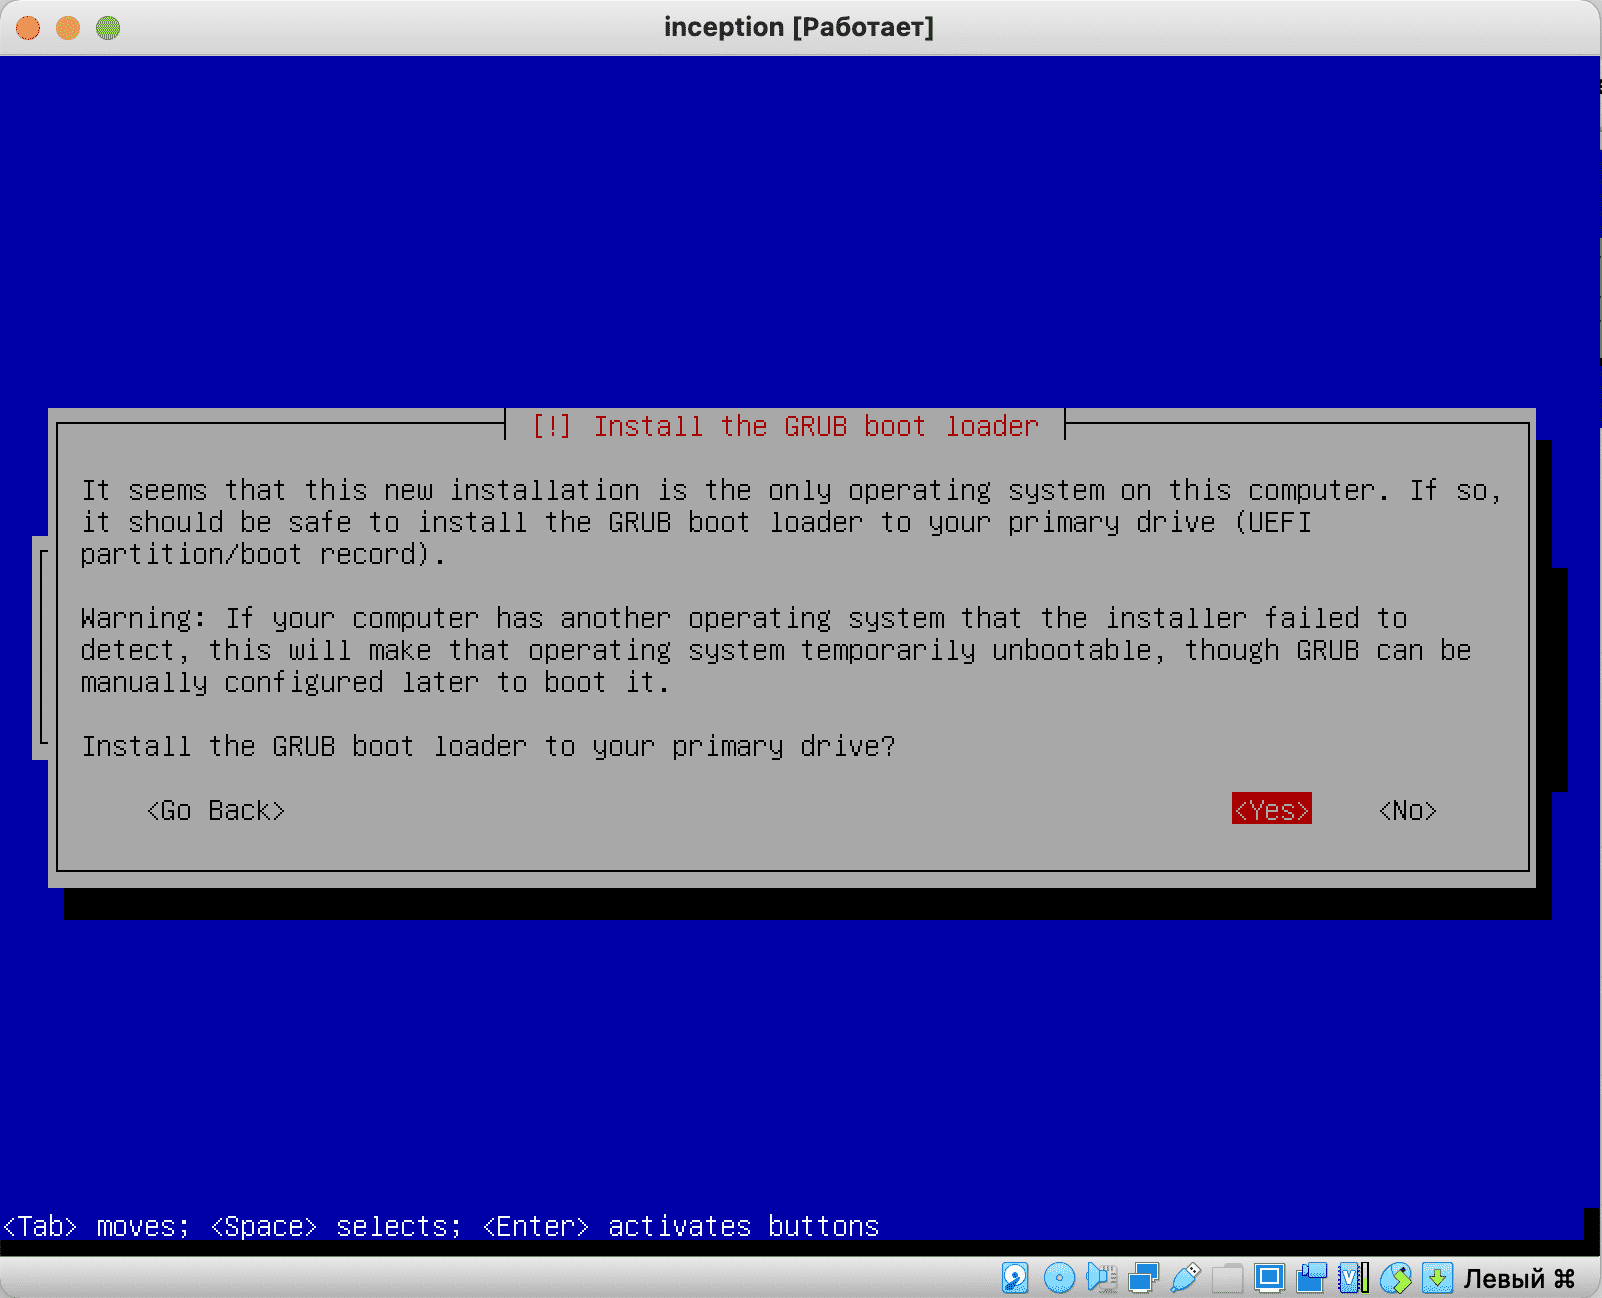 inception [Работает]
[!] Install the GRUB boot loader
It seems that this new installation is the only operating system on this computer. If so,
it should be safe to install the GRUB boot loader to your primary drive (UEFI
partition/boot record).
Warning: If your computer has another operating system that the installer failed to
detect, this will make that operating system temporarily unbootable, though GRUB can be
manually configured later to boot it.
Install the GRUB boot loader to your primary drive?
<Go Back> <Yes> <No>
<Tab> moves; <Space> selects; <Enter> activates buttons
Левый ⌘